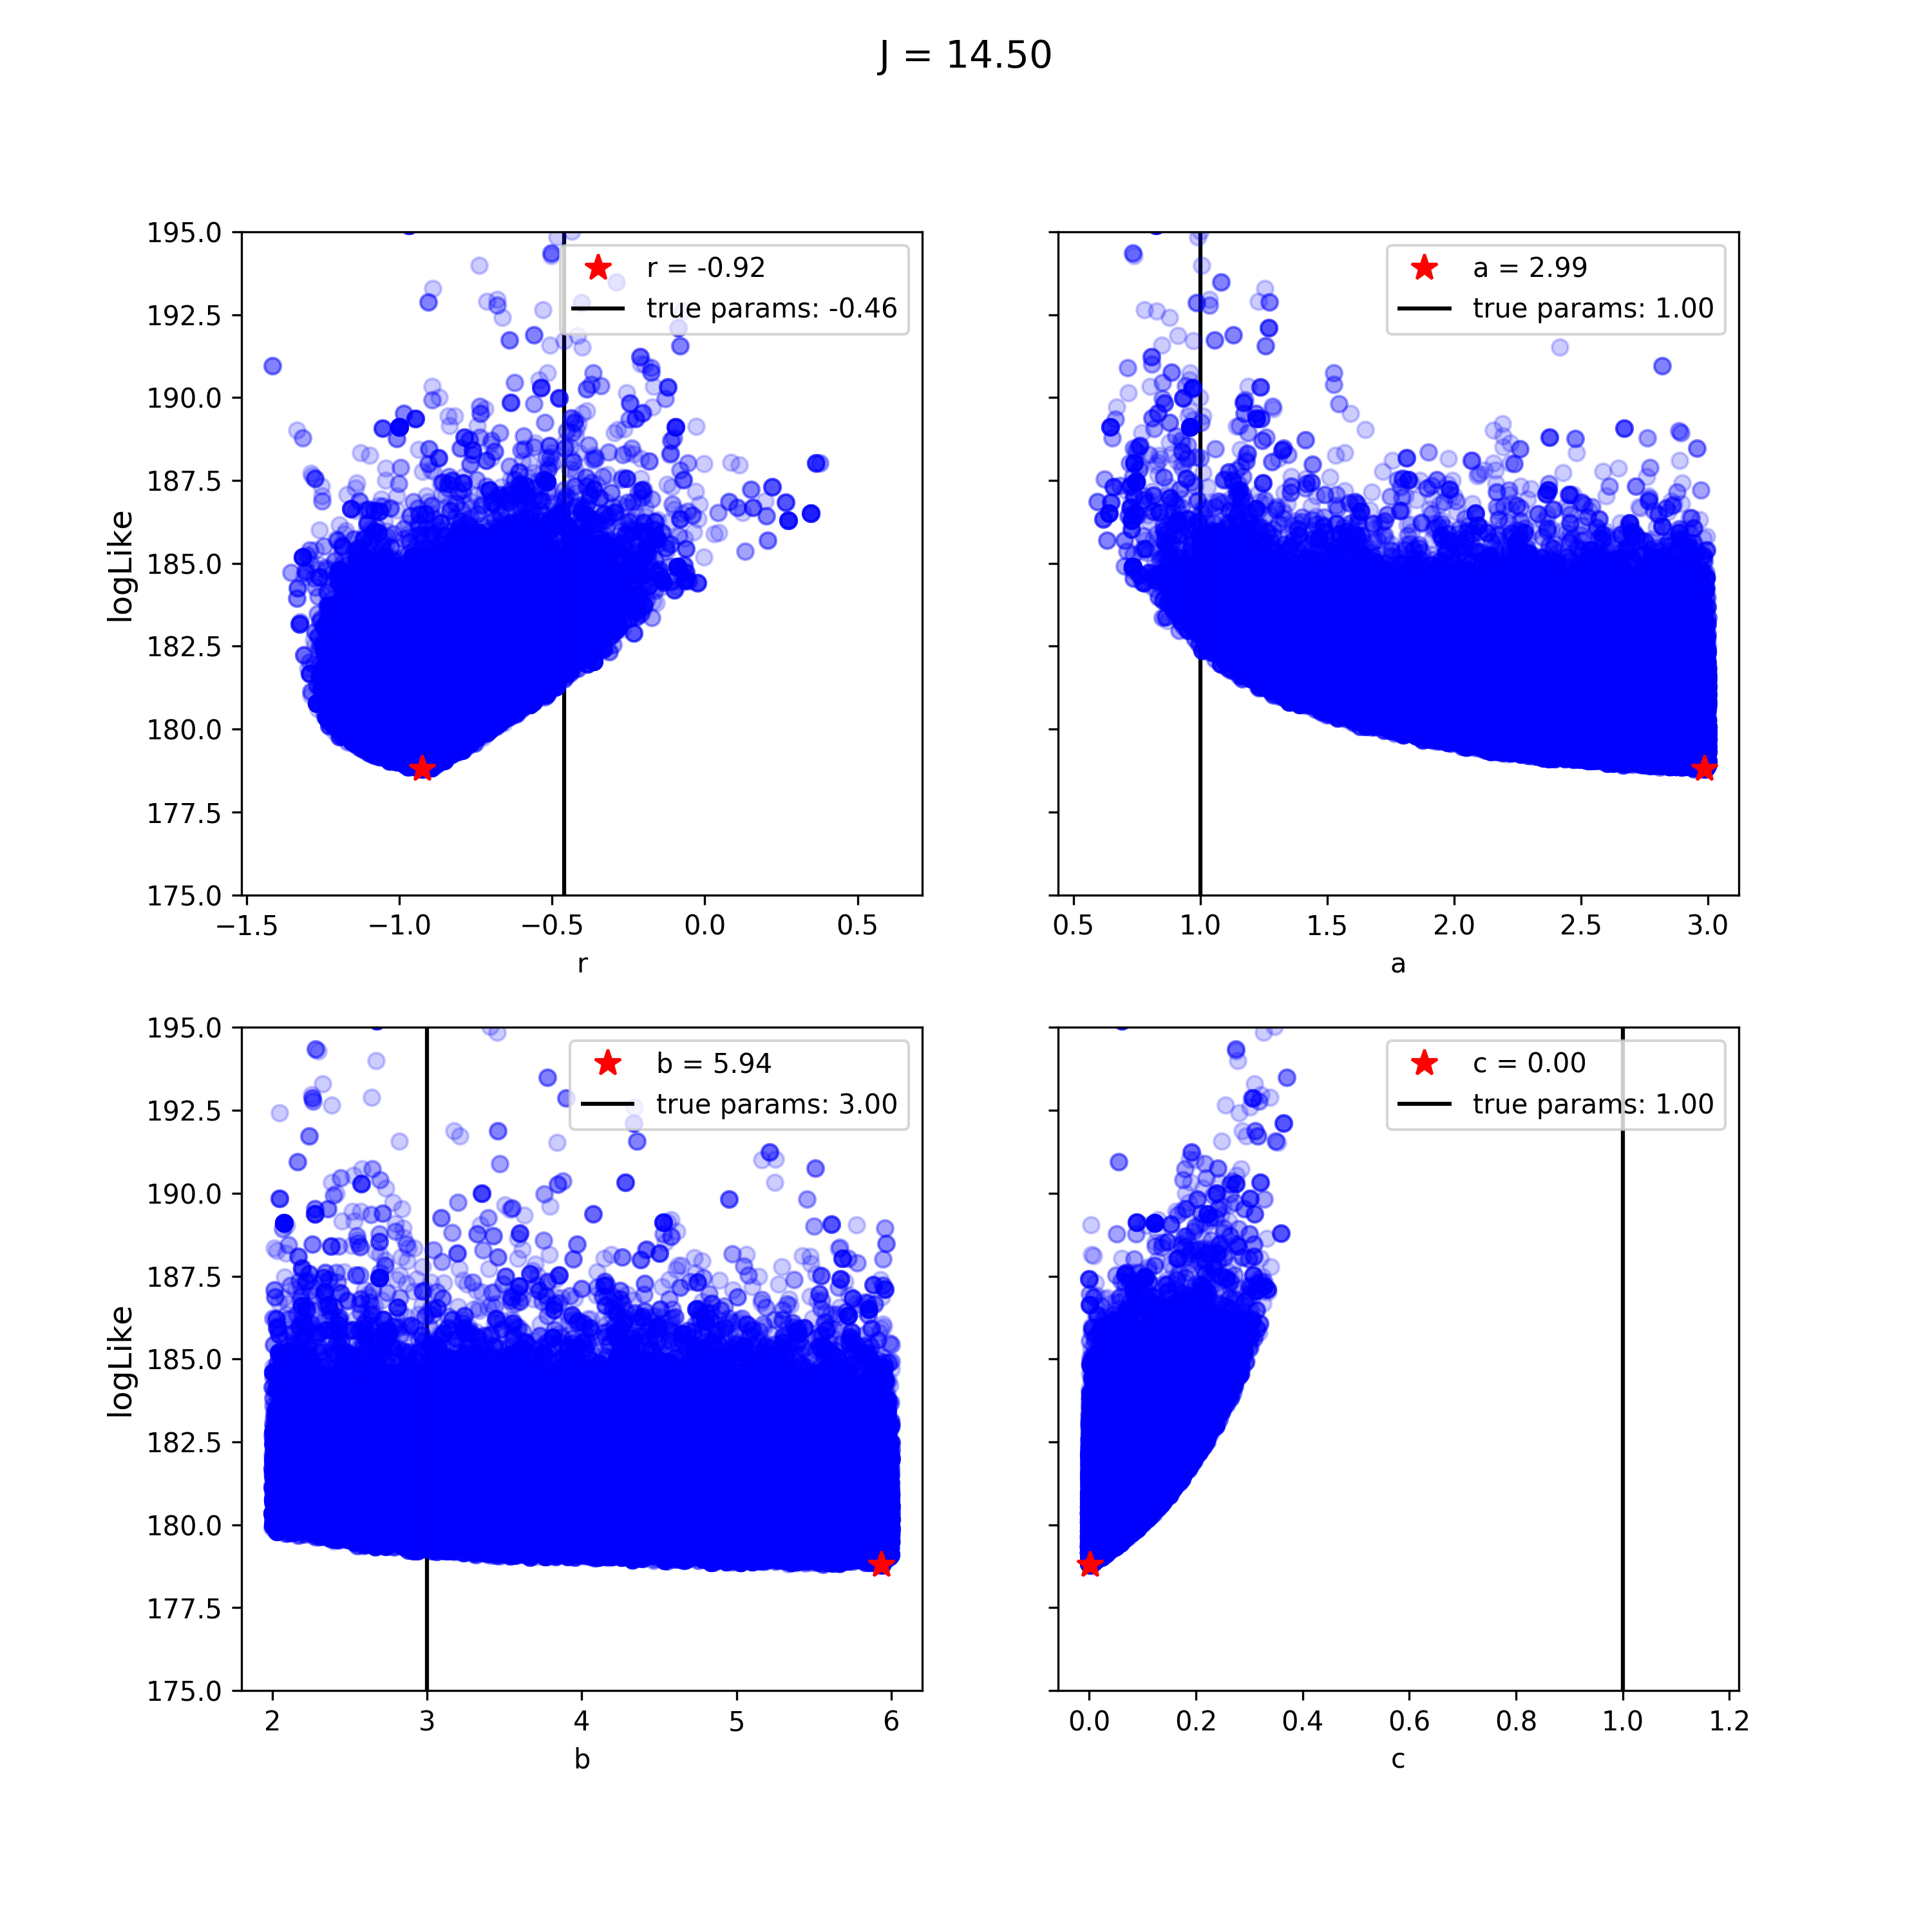 J = 14.50
195.0
192.5
190.0
187.5
185.0
182.5
180.0
177.5
175.0
logLike
r = -0.92
true params: -0.46
−1.5 −1.0 −0.5 0.0 0.5
r
a = 2.99
true params: 1.00
0.5 1.0 1.5 2.0 2.5 3.0
a
195.0
192.5
190.0
187.5
185.0
182.5
180.0
177.5
175.0
logLike
b = 5.94
true params: 3.00
2 3 4 5 6
b
c = 0.00
true params: 1.00
0.0 0.2 0.4 0.6 0.8 1.0 1.2
c